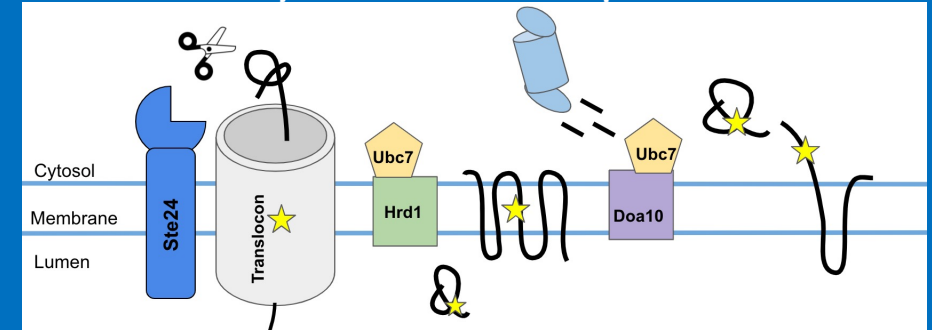 Cytosol
Membrane
Lumen
Ste24
Translocon
Ubc7
Hrd1
Ubc7
Doa10